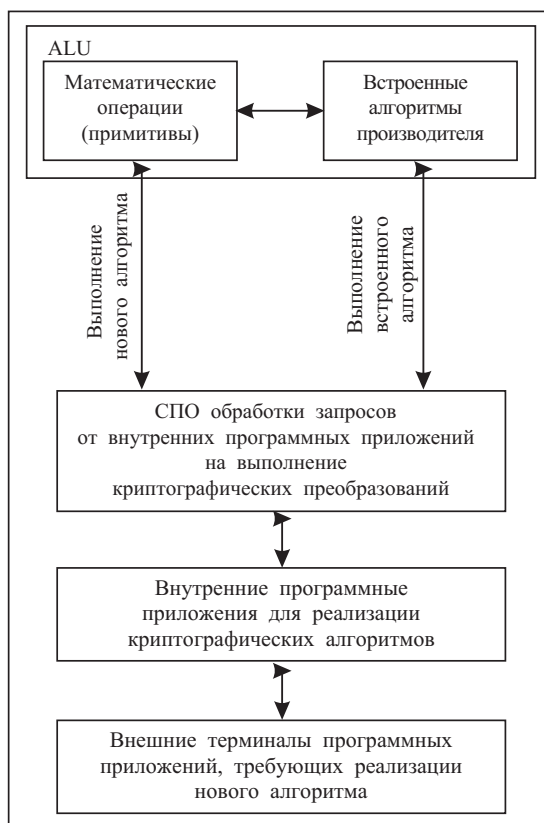 ALU
Математические
операции
(примитивы)
Встроенные
алгоритмы
производителя
Выполнение
нового алгоритма
Выполнение
встроенного
алгоритма
СПО обработки запросов
от внутренних программных приложений
на выполнение
криптографических преобразований
Внутренние программные
приложения для реализации
криптографических алгоритмов
Внешние терминалы программных
приложений, требующих реализации
нового алгоритма